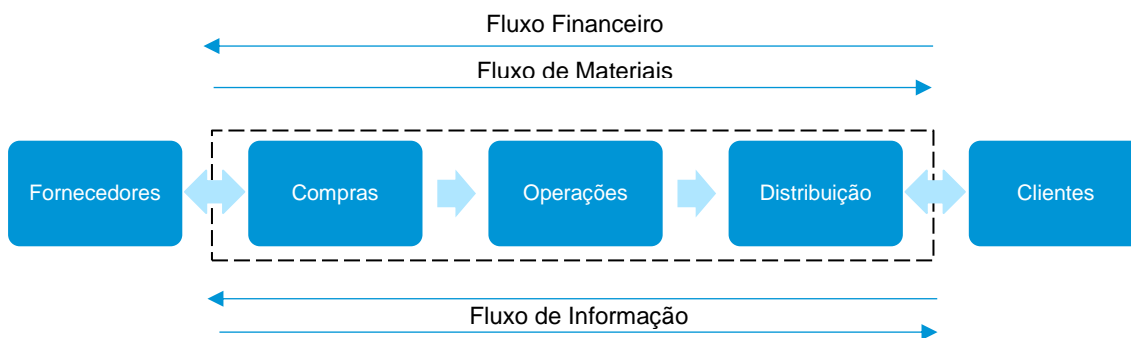 Fluxo Financeiro
Fluxo de Materiais
Fornecedores
Compras
Operações
Distribuição
Clientes
Fluxo de Informação